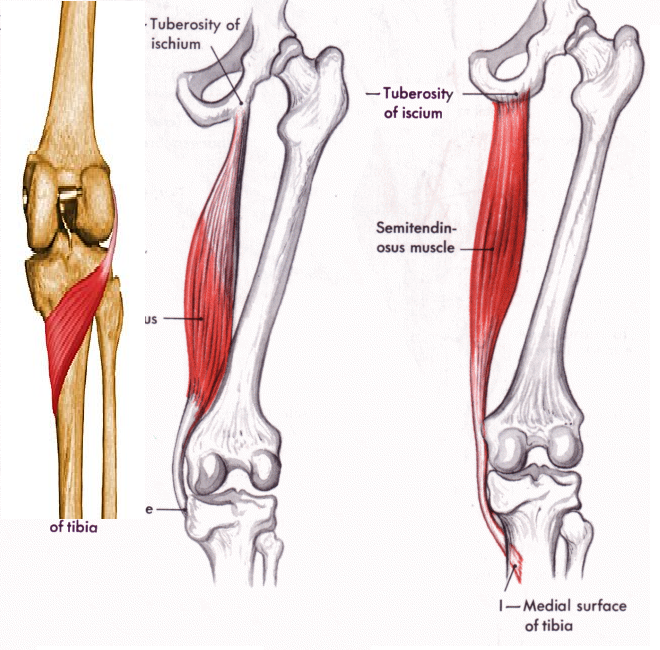 Tuberosity of
ischium
us
e
of tibia
Tuberosity
of iscium
Semitendin-
osus muscle
I—Medial surface
of tibia